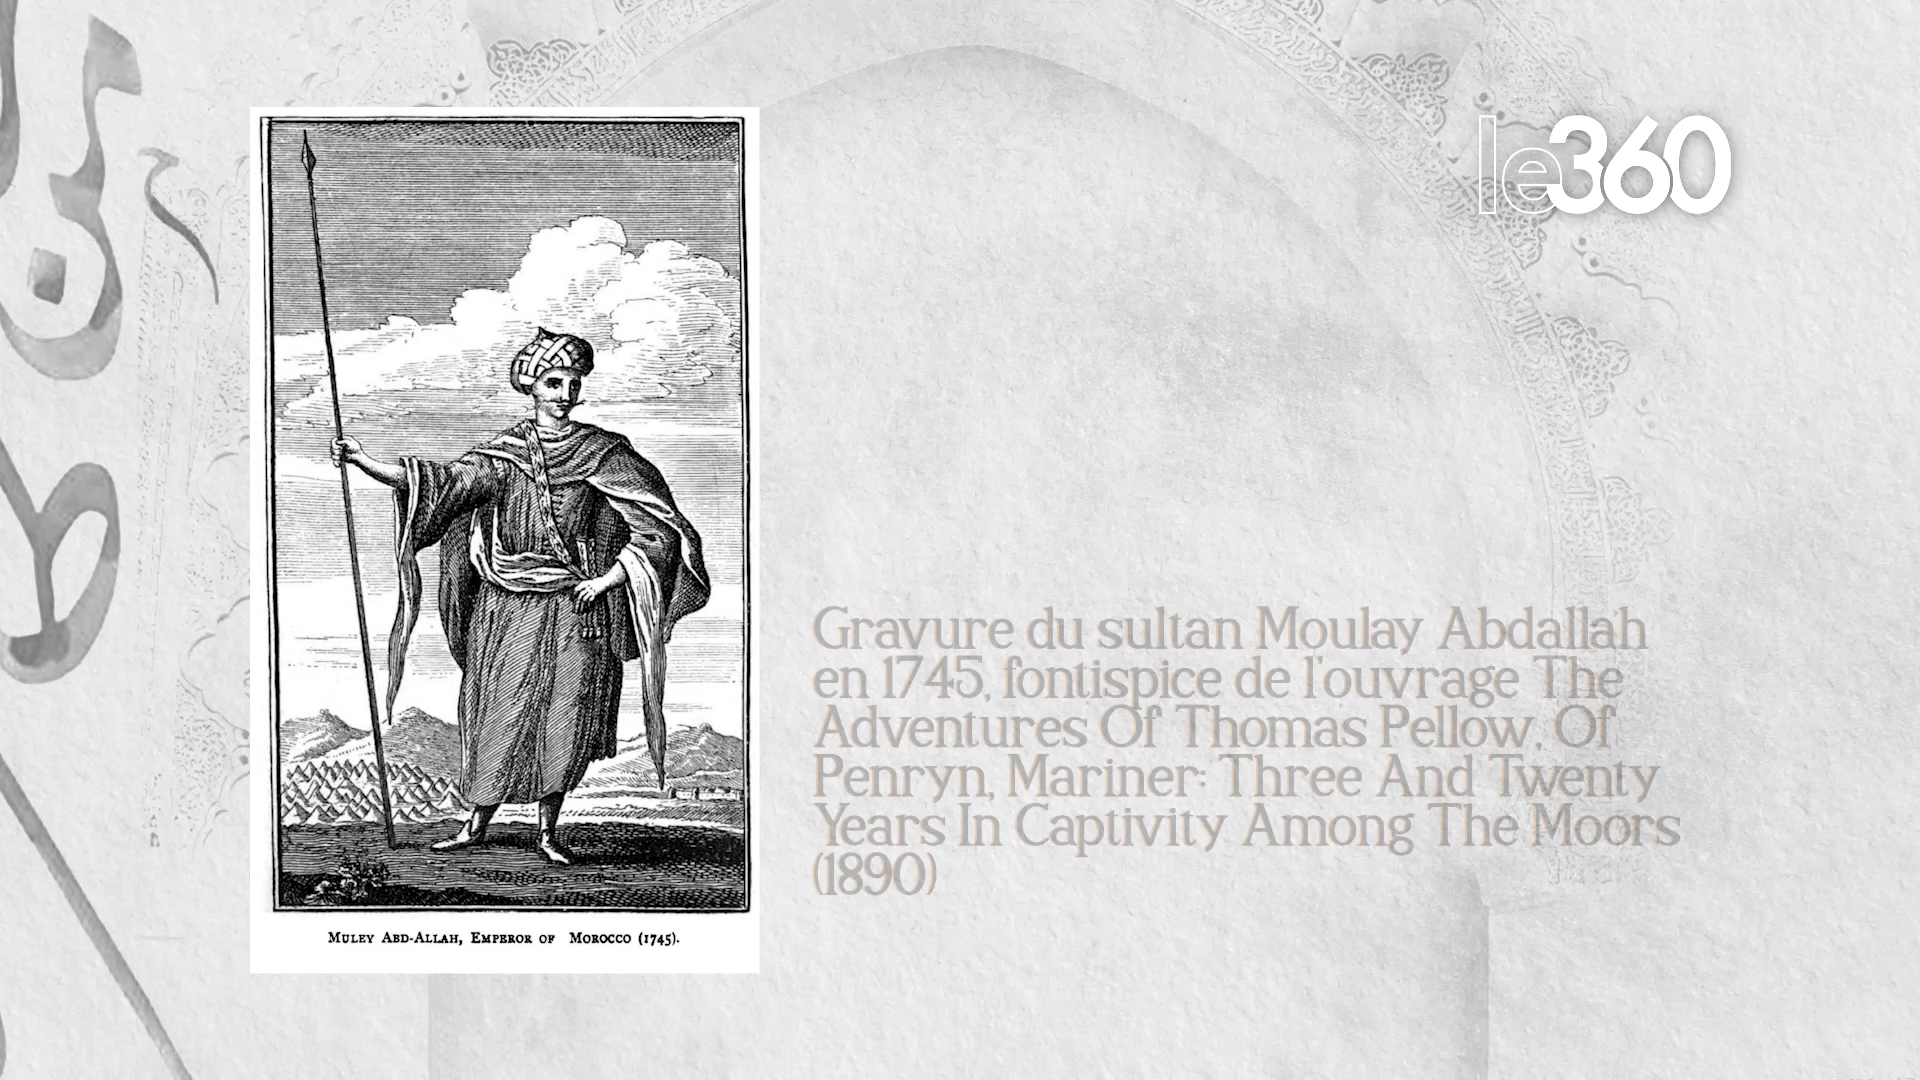 le360
Gravure du sultan Moulay Abdallah
en 1745, fontispice de l'ouvrage The
Adventures Of Thomas Pellow, Of
Penryn, Mariner: Three And Twenty
Years In Captivity Among The Moors
(1890)
MULEY ABD-ALLAH, EMPEROR OF MOROCCO (1745).